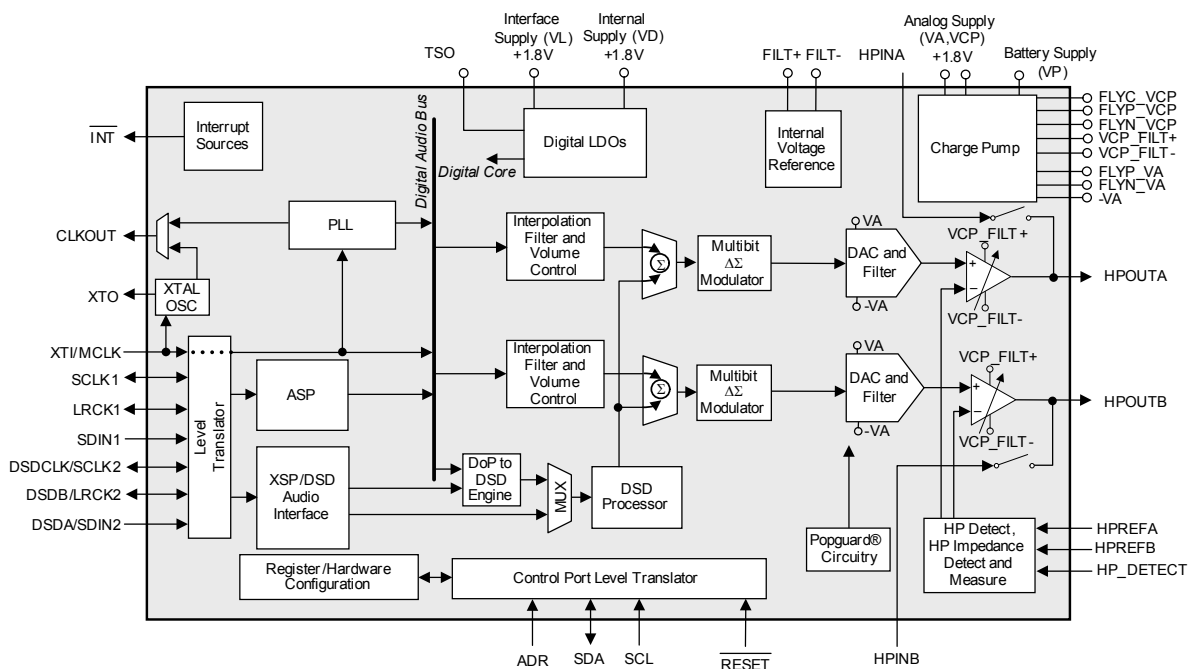 Interface
Supply (VL)
+1.8V
Internal
Supply (VD)
+1.8V
Analog Supply
(VA,VCP)
+1.8V
Battery Supply
(VP)
TSO
FILT+ FILT-
HPINA
INT
Interrupt
Sources
Digital Audio Bus
Digital LDOs
Digital Core
Internal
Voltage
Reference
Charge Pump
FLYC_VCP
FLYP_VCP
FLYN_VCP
VCP_FILT+
VCP_FILT-
FLYP_VA
FLYN_VA
-VA
CLKOUT
PLL
XTO
XTAL
OSC
Interpolation
Filter and
Volume
Control
Σ
Multibit
ΔΣ
Modulator
VA
DAC and
Filter
-VA
VCP_FILT+
+
−
VCP_FILT-
HPOUTA
XTI/MCLK
SCLK1
LRCK1
SDIN1
DSDCLK/SCLK2
DSDB/LRCK2
DSDA/SDIN2
Level
Translator
ASP
XSP/DSD
Audio
Interface
Interpolation
Filter and
Volume
Control
Σ
Multibit
ΔΣ
Modulator
VA
DAC and
Filter
-VA
VCP_FILT+
+
−
VCP_FILT-
HPOUTB
DoP to
DSD
Engine
MUX
DSD
Processor
Popguard®
Circuitry
HP Detect,
HP Impedance
Detect and
Measure
HPREFA
HPREFB
HP_DETECT
Register/Hardware
Configuration
Control Port Level Translator
ADR
SDA
SCL
RESET
HPINB